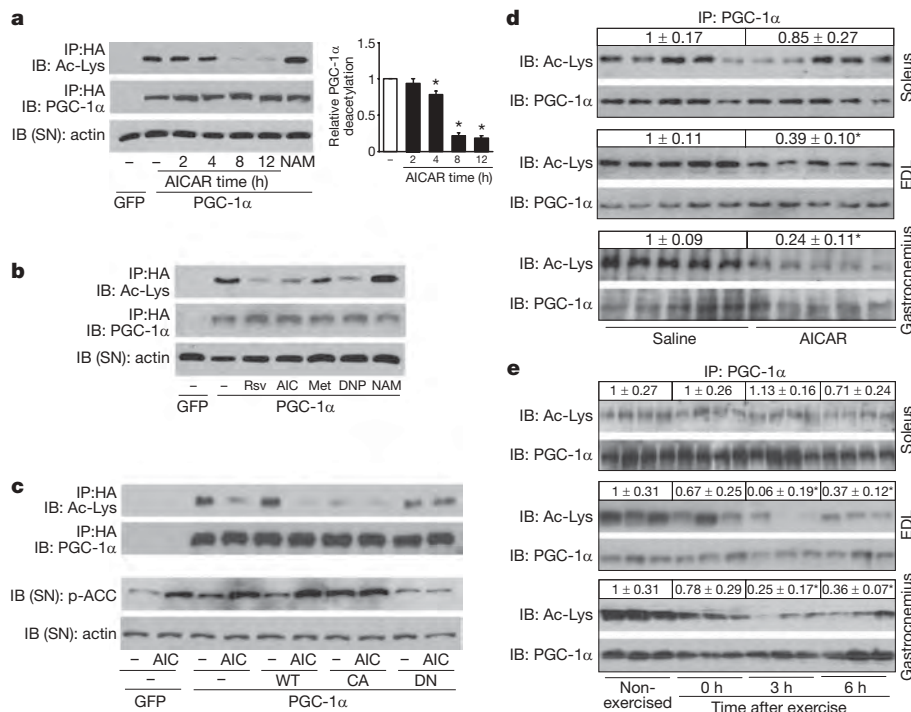 a
IP:HA
IB: Ac-Lys
IP:HA
IB: PGC-1α
IB (SN): actin
– – 2 4 8 12 NAM
AICAR time (h)
GFP PGC-1α
Relative PGC-1α
deacetylation
1.5
1
0.5
0
* * *
– 2 4 8 12
AICAR time (h)
b
IP:HA
IB: Ac-Lys
IP:HA
IB: PGC-1α
IB (SN): actin
– – Rsv AIC Met DNP NAM
GFP PGC-1α
c
IP:HA
IB: Ac-Lys
IP:HA
IB: PGC-1α
IB (SN): p-ACC
IB (SN): actin
– AIC – AIC – AIC – AIC – AIC
– – WT CA DN
GFP PGC-1α
d
IP: PGC-1α
1 ± 0.17 0.85 ± 0.27
IB: Ac-Lys
IB: PGC-1α
Soleus
1 ± 0.11 0.39 ± 0.10*
IB: Ac-Lys
IB: PGC-1α
EDL
1 ± 0.09 0.24 ± 0.11*
IB: Ac-Lys
IB: PGC-1α
Gastrocnemius
Saline AICAR
e
IP: PGC-1α
1 ± 0.27 1 ± 0.26 1.13 ± 0.16 0.71 ± 0.24
IB: Ac-Lys
IB: PGC-1α
Soleus
1 ± 0.31 0.67 ± 0.25 0.06 ± 0.19* 0.37 ± 0.12*
IB: Ac-Lys
IB: PGC-1α
EDL
1 ± 0.31 0.78 ± 0.29 0.25 ± 0.17* 0.36 ± 0.07*
IB: Ac-Lys
IB: PGC-1α
Gastrocnemius
Non-
exercised
0 h 3 h 6 h
Time after exercise